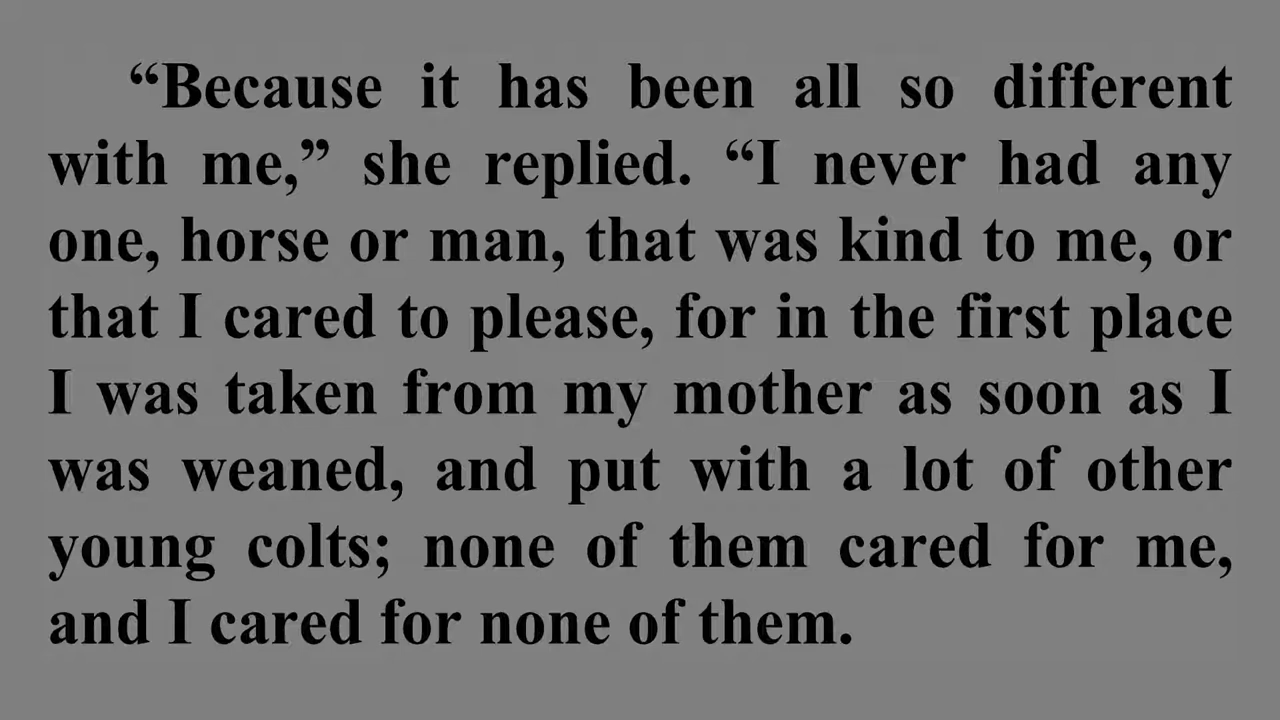 “Because it has been all so different
with me,” she replied. “I never had any
one, horse or man, that was kind to me, or
that I cared to please, for in the first place
I was taken from my mother as soon as I
was weaned, and put with a lot of other
young colts; none of them cared for me,
and I cared for none of them.